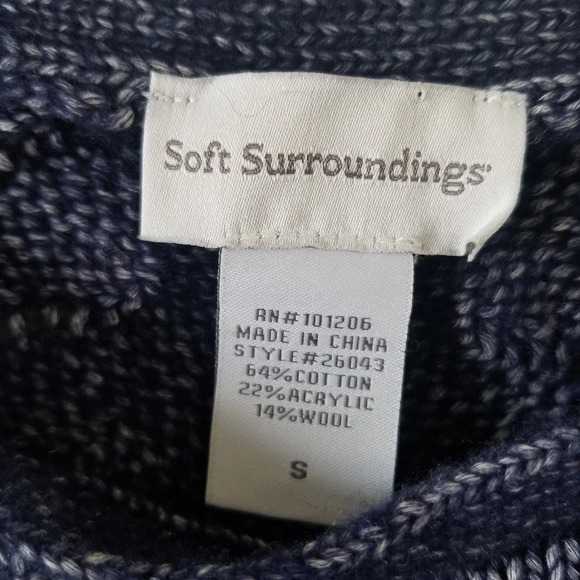 Soft Surroundings
RN#101206
MADE IN CHINA
STYLE#26043
64%COTTON
22%ACRYLIC
14%WOOL
S